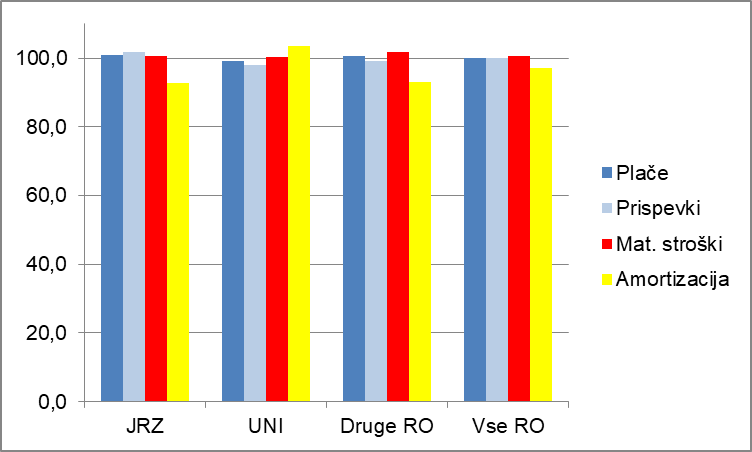 100,0
80,0
60,0
40,0
20,0
0,0
JRZ UNI Druge RO Vse RO
Plače
Prispevki
Mat. stroški
Amortizacija